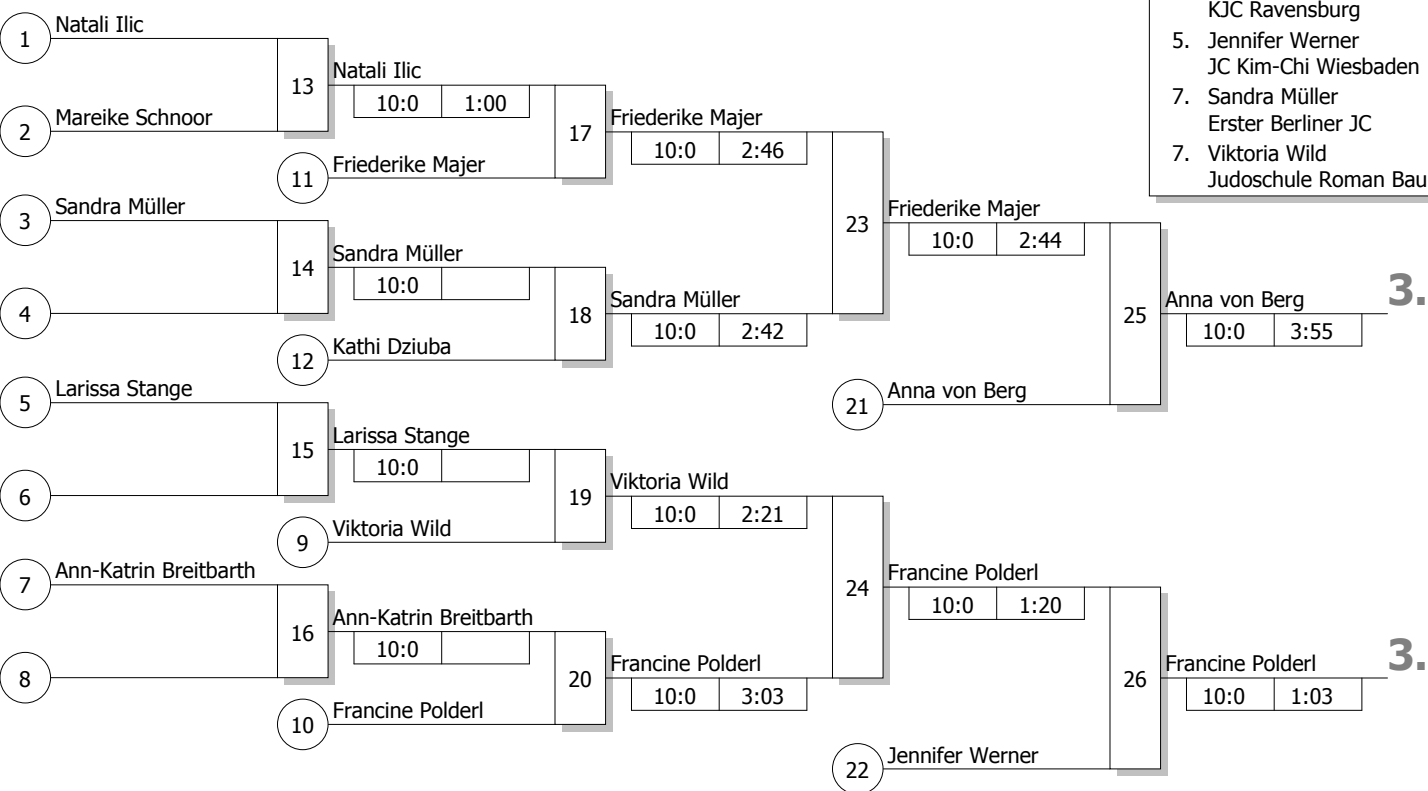 KJC Ravensburg
5. Jennifer Werner
JC Kim-Chi Wiesbaden
7. Sandra Müller
Erster Berliner JC
7. Viktoria Wild
Judoschule Roman Bau
1 Natali Ilic
2 Mareike Schnoor
13 Natali Ilic
10:0 1:00
11 Friederike Majer
17 Friederike Majer
10:0 2:46
3 Sandra Müller
4
14 Sandra Müller
10:0
12 Kathi Dziuba
18 Sandra Müller
10:0 2:42
23 Friederike Majer
10:0 2:44
21 Anna von Berg
25 Anna von Berg 3.
10:0 3:55
5 Larissa Stange
6
15 Larissa Stange
10:0
9 Viktoria Wild
19 Viktoria Wild
10:0 2:21
7 Ann-Katrin Breitbarth
8
16 Ann-Katrin Breitbarth
10:0
10 Francine Polderl
20 Francine Polderl
10:0 3:03
24 Francine Polderl
10:0 1:20
22 Jennifer Werner
26 Francine Polderl 3.
10:0 1:03